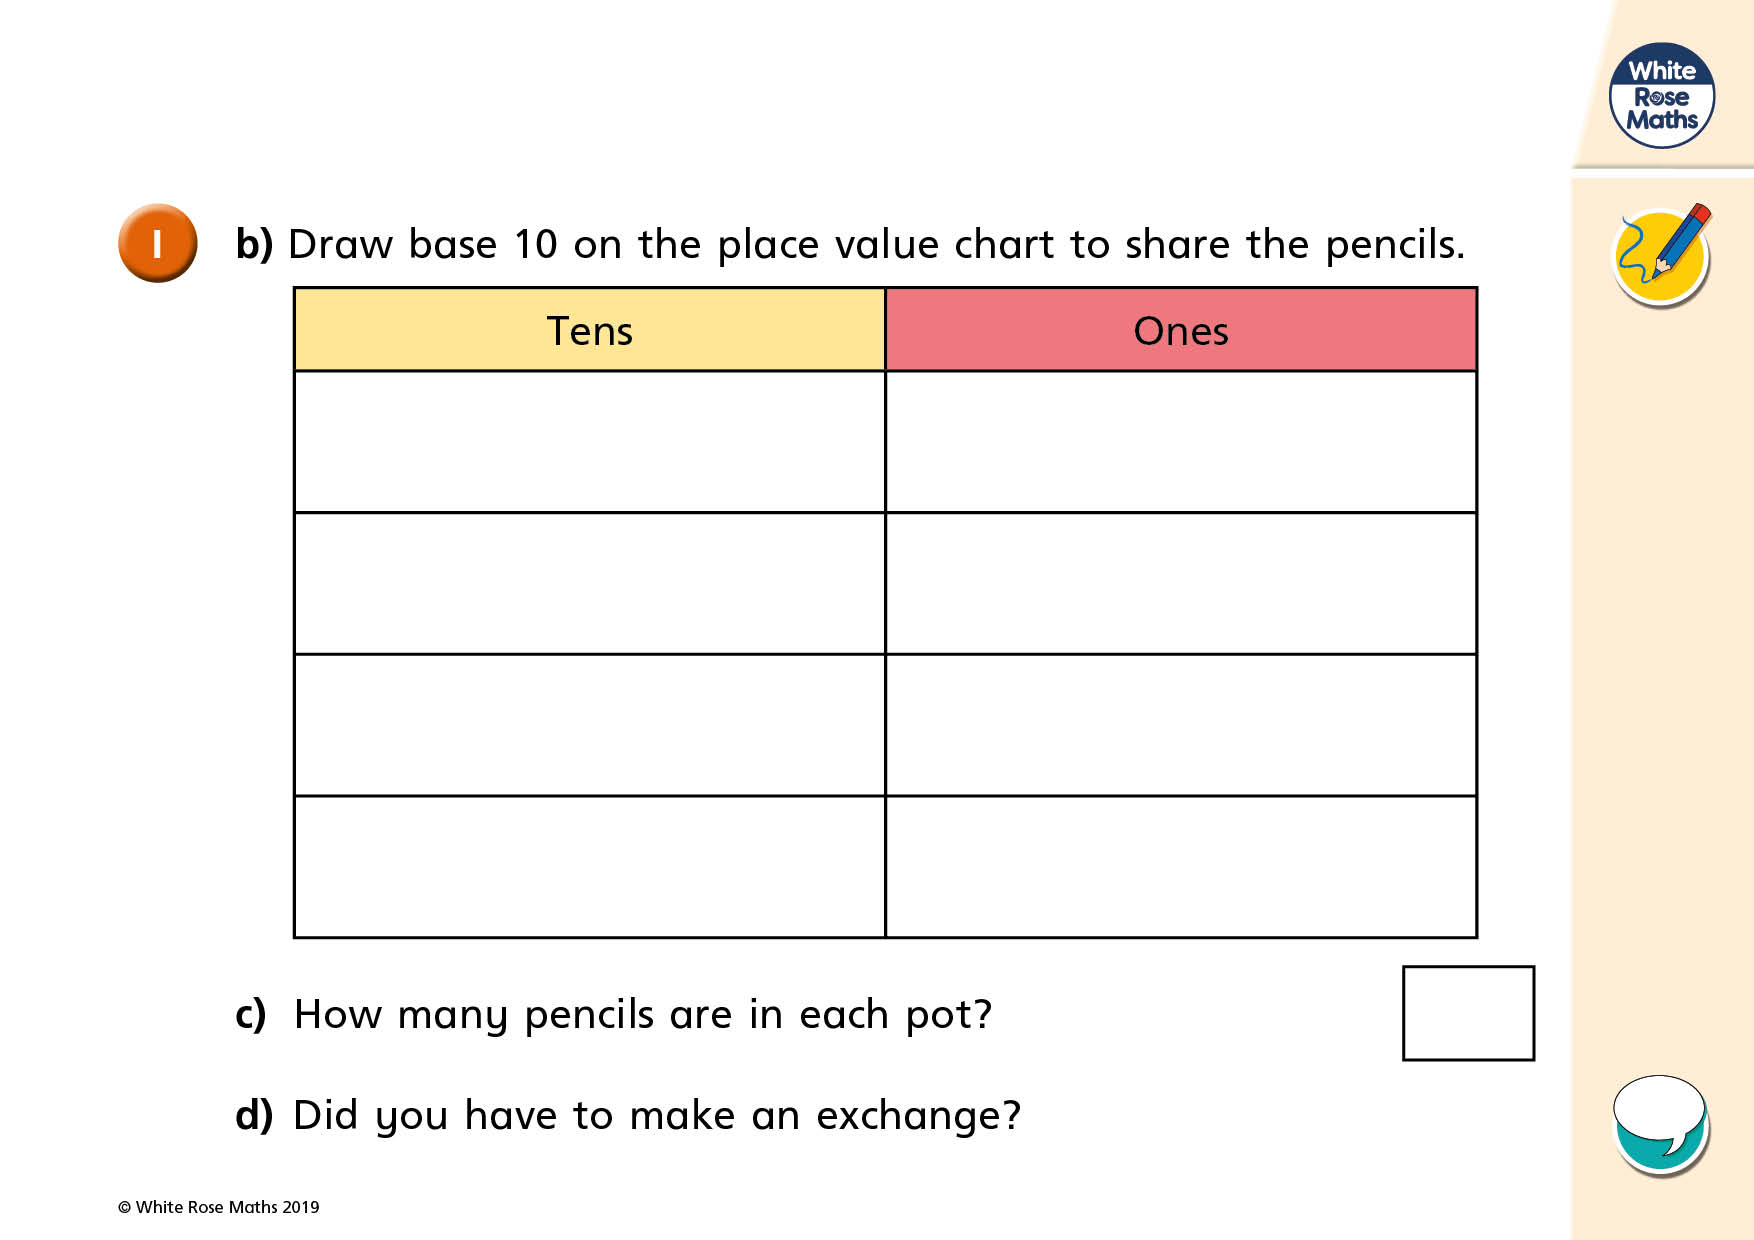 White
Rose
Maths
1 b) Draw base 10 on the place value chart to share the pencils.
Tens Ones
c) How many pencils are in each pot?
d) Did you have to make an exchange?
© White Rose Maths 2019